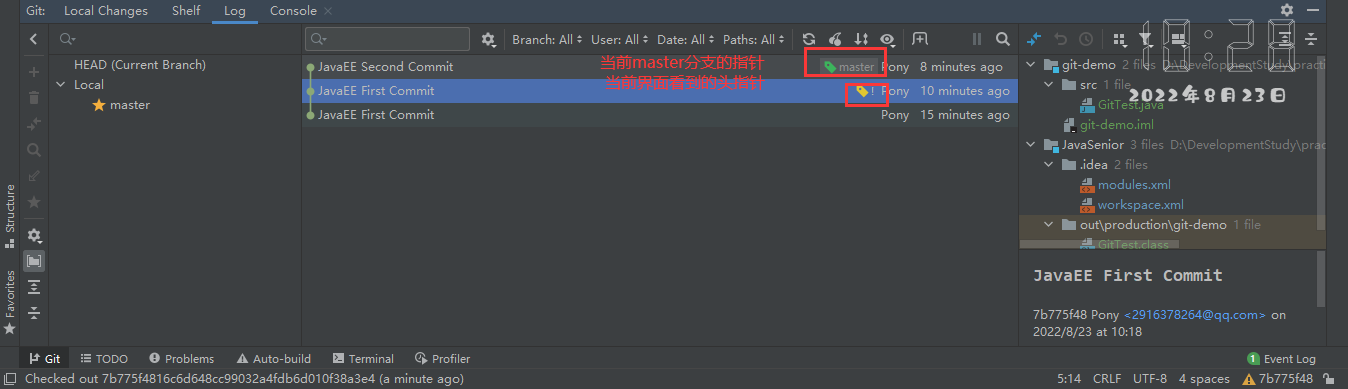 Git: Local Changes Shelf Log Console
HEAD (Current Branch)
Local
master
Branch: All User: All Date: All Paths: All
JavaEE Second Commit master Pony 8 minutes ago
JavaEE First Commit ! Pony 10 minutes ago
JavaEE First Commit Pony 15 minutes ago
当前master分支的指针
当前界面看到的头指针
git-demo 2 files
src 1 file
GitTest.java
git-demo.iml
JavaSenior 3 files D:\DevelopmentStudy\prac
.idea 2 files
modules.xml
workspace.xml
out\production\git-demo 1 file
GitTest.class
10:28
2022年8月23日
JavaEE First Commit
7b775f48 Pony <2916378264@qq.com> on
2022/8/23 at 10:18
Structure
Favorites
Git TODO Problems Auto-build Terminal Profiler 1 Event Log
Checked out 7b775f4816c6d648cc99032a4fdb6d010f38a3e4 (a minute ago) 5:14 CRLF UTF-8 4 spaces 7b775f48